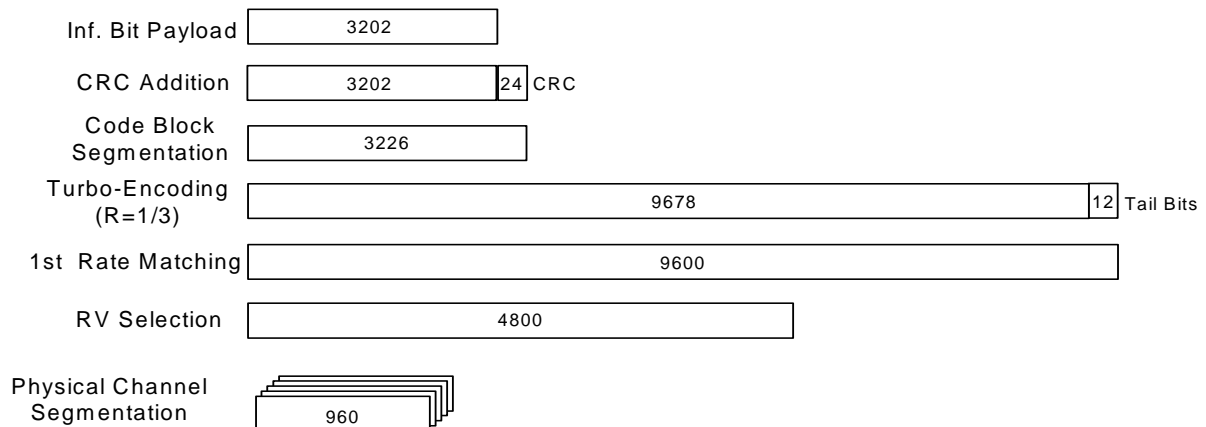 Inf. Bit Payload 3202
CRC Addition 3202 24 CRC
Code Block
Segmentation 3226
Turbo-Encoding
(R=1/3) 9678 12 Tail Bits
1st Rate Matching 9600
RV Selection 4800
Physical Channel
Segmentation 960